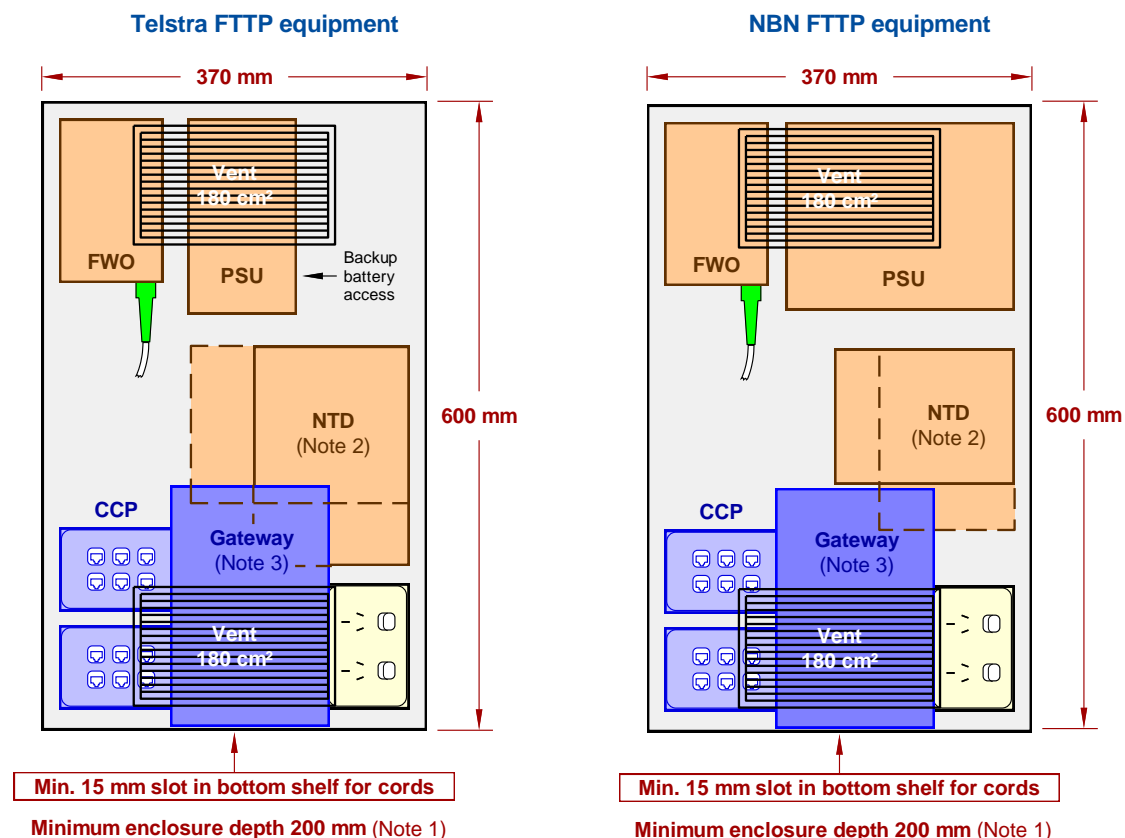 Telstra FTTP equipment
370 mm
Vent
180 cm²
FWO
PSU
Backup
battery
access
600 mm
NTD
(Note 2)
CCP
Gateway
(Note 3)
Vent
180 cm²
Min. 15 mm slot in bottom shelf for cords
Minimum enclosure depth 200 mm (Note 1)
NBN FTTP equipment
370 mm
Vent
180 cm²
FWO
PSU
600 mm
NTD
(Note 2)
CCP
Gateway
(Note 3)
Vent
180 cm²
Min. 15 mm slot in bottom shelf for cords
Minimum enclosure depth 200 mm (Note 1)